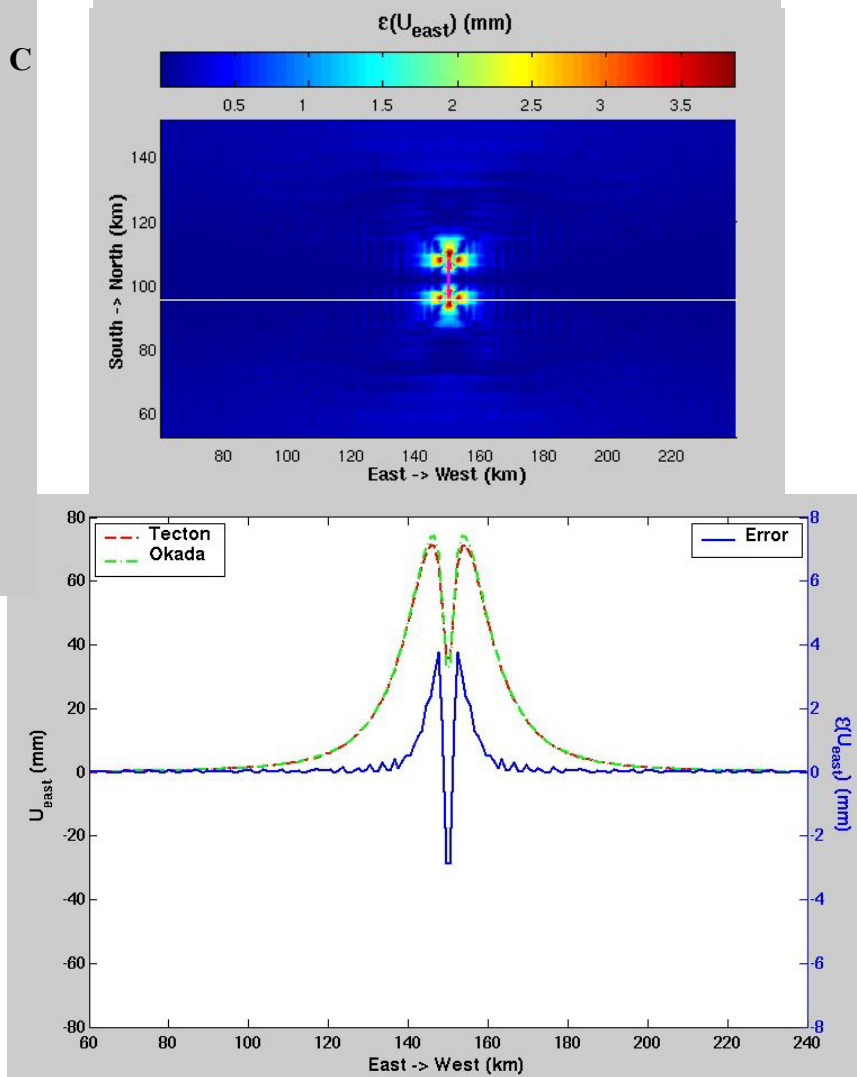 C
ε(U_east) (mm)
0.5 1 1.5 2 2.5 3 3.5
South -> North (km)
140
120
100
80
60
80 100 120 140 160 180 200 220
East -> West (km)
Tecton
Okada
Error
U_east (mm)
80
60
40
20
0
-20
-40
-60
-80
8
6
4
2
0
-2
-4
-6
-8
ε(U_east) (mm)
60 80 100 120 140 160 180 200 220 240
East -> West (km)